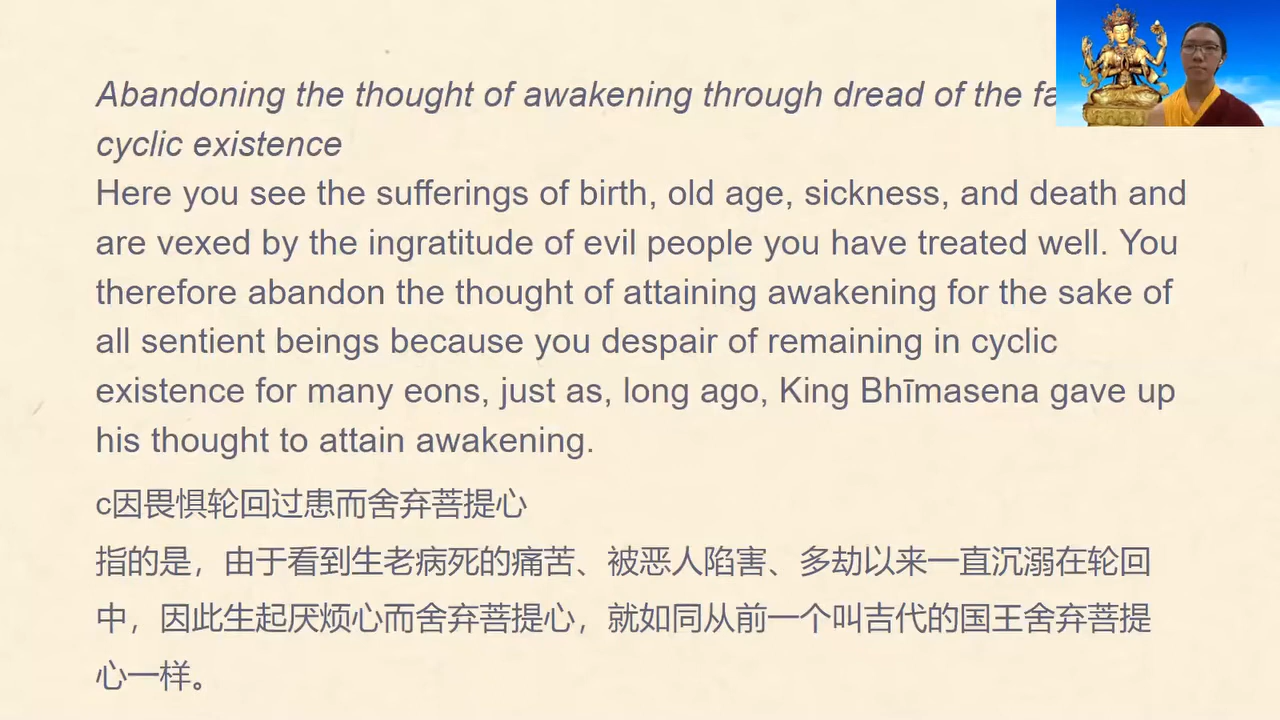 Abandoning the thought of awakening through dread of the
cyclic existence
Here you see the sufferings of birth, old age, sickness, and death and
are vexed by the ingratitude of evil people you have treated well. You
therefore abandon the thought of attaining awakening for the sake of
all sentient beings because you despair of remaining in cyclic
existence for many eons, just as, long ago, King Bhīmasena gave up
his thought to attain awakening.
c因畏惧轮回过患而舍弃菩提心
指的是，由于看到生老病死的痛苦、被恶人陷害、多劫以来一直沉溺在轮回
中，因此生起厌烦心而舍弃菩提心，就如同从前一个叫吉代的国王舍弃菩提
心一样。